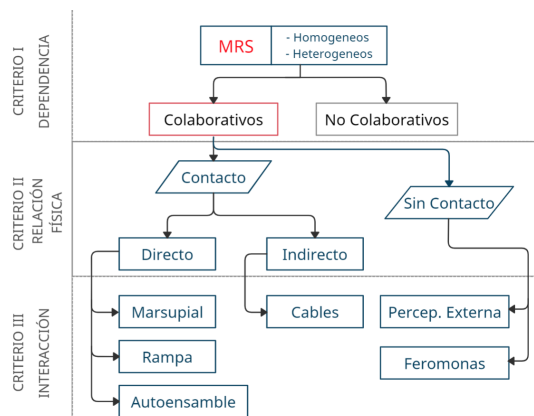 MRS
- Homogeneos
- Heterogeneos
CRITERIO I
DEPENDENCIA
Colaborativos
No Colaborativos
CRITERIO II
RELACIÓN
FÍSICA
Contacto
Sin Contacto
Directo
Indirecto
CRITERIO III
INTERACCIÓN
Marsupial
Cables
Percep. Externa
Rampa
Feromonas
Autoensamble